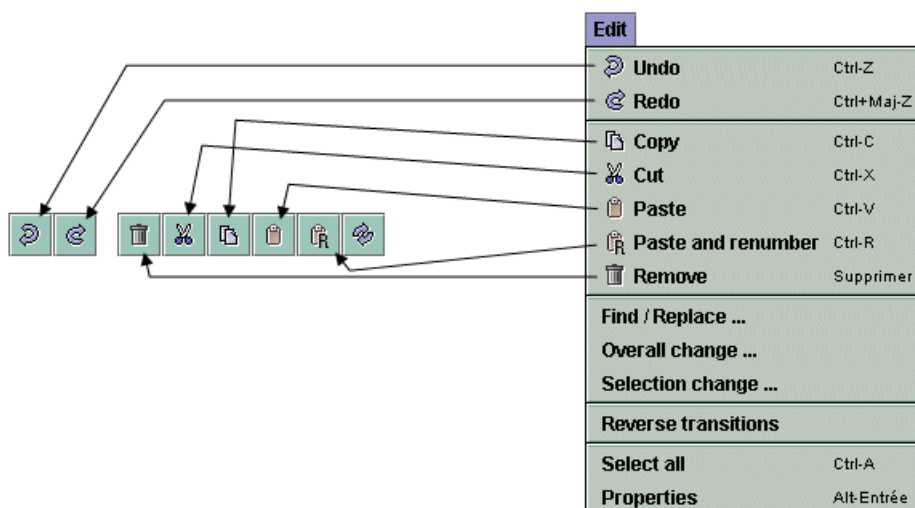 Edit
Undo Ctrl-Z
Redo Ctrl+Maj-Z
Copy Ctrl-C
Cut Ctrl-X
Paste Ctrl-V
Paste and renumber Ctrl-R
Remove Supprimer
Find / Replace ...
Overall change ...
Selection change ...
Reverse transitions
Select all Ctrl-A
Properties Alt-Entrée